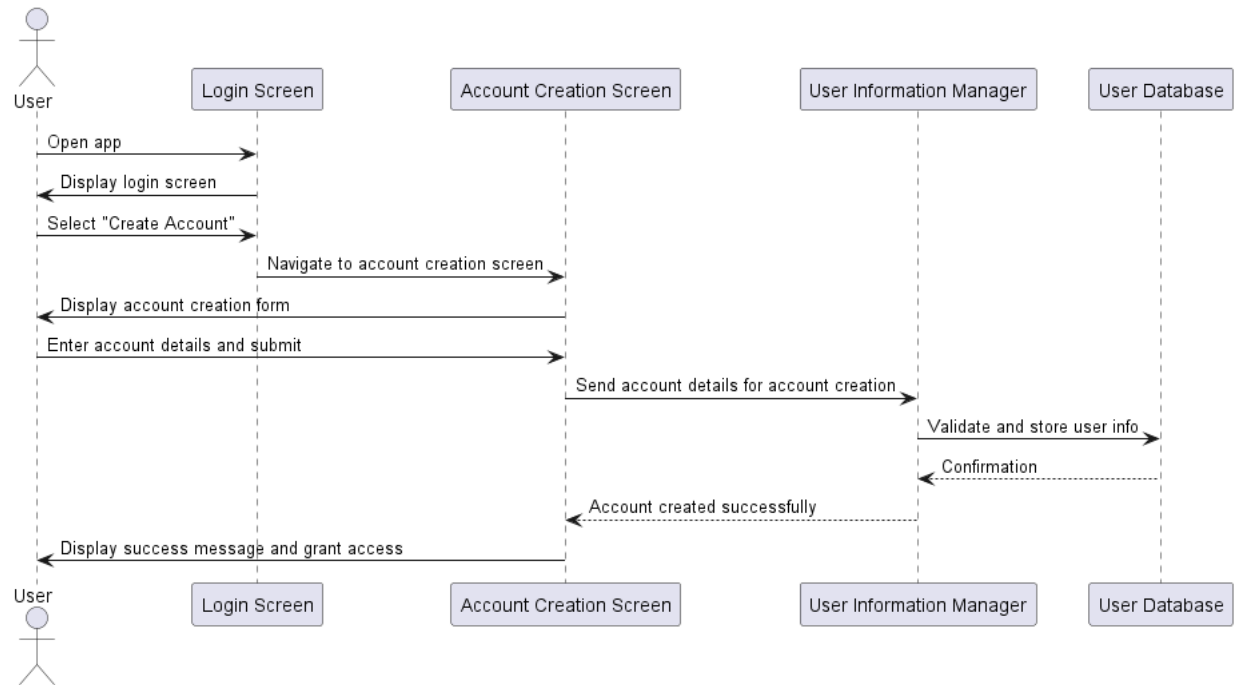 User
Login Screen
Account Creation Screen
User Information Manager
User Database
Open app
Display login screen
Select "Create Account"
Navigate to account creation screen
Display account creation form
Enter account details and submit
Send account details for account creation
Validate and store user info
Confirmation
Account created successfully
Display success message and grant access
User
Login Screen
Account Creation Screen
User Information Manager
User Database